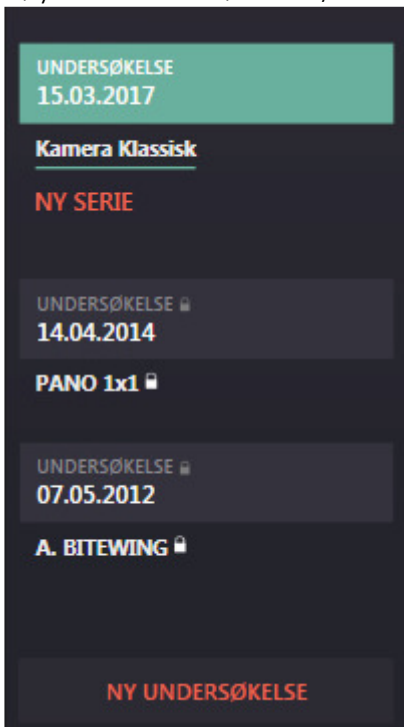 UNDERSØKELSE
15.03.2017
Kamera Klassisk
NY SERIE
UNDERSØKELSE
14.04.2014
PANO 1x1
UNDERSØKELSE
07.05.2012
A. BITEWING
NY UNDERSØKELSE